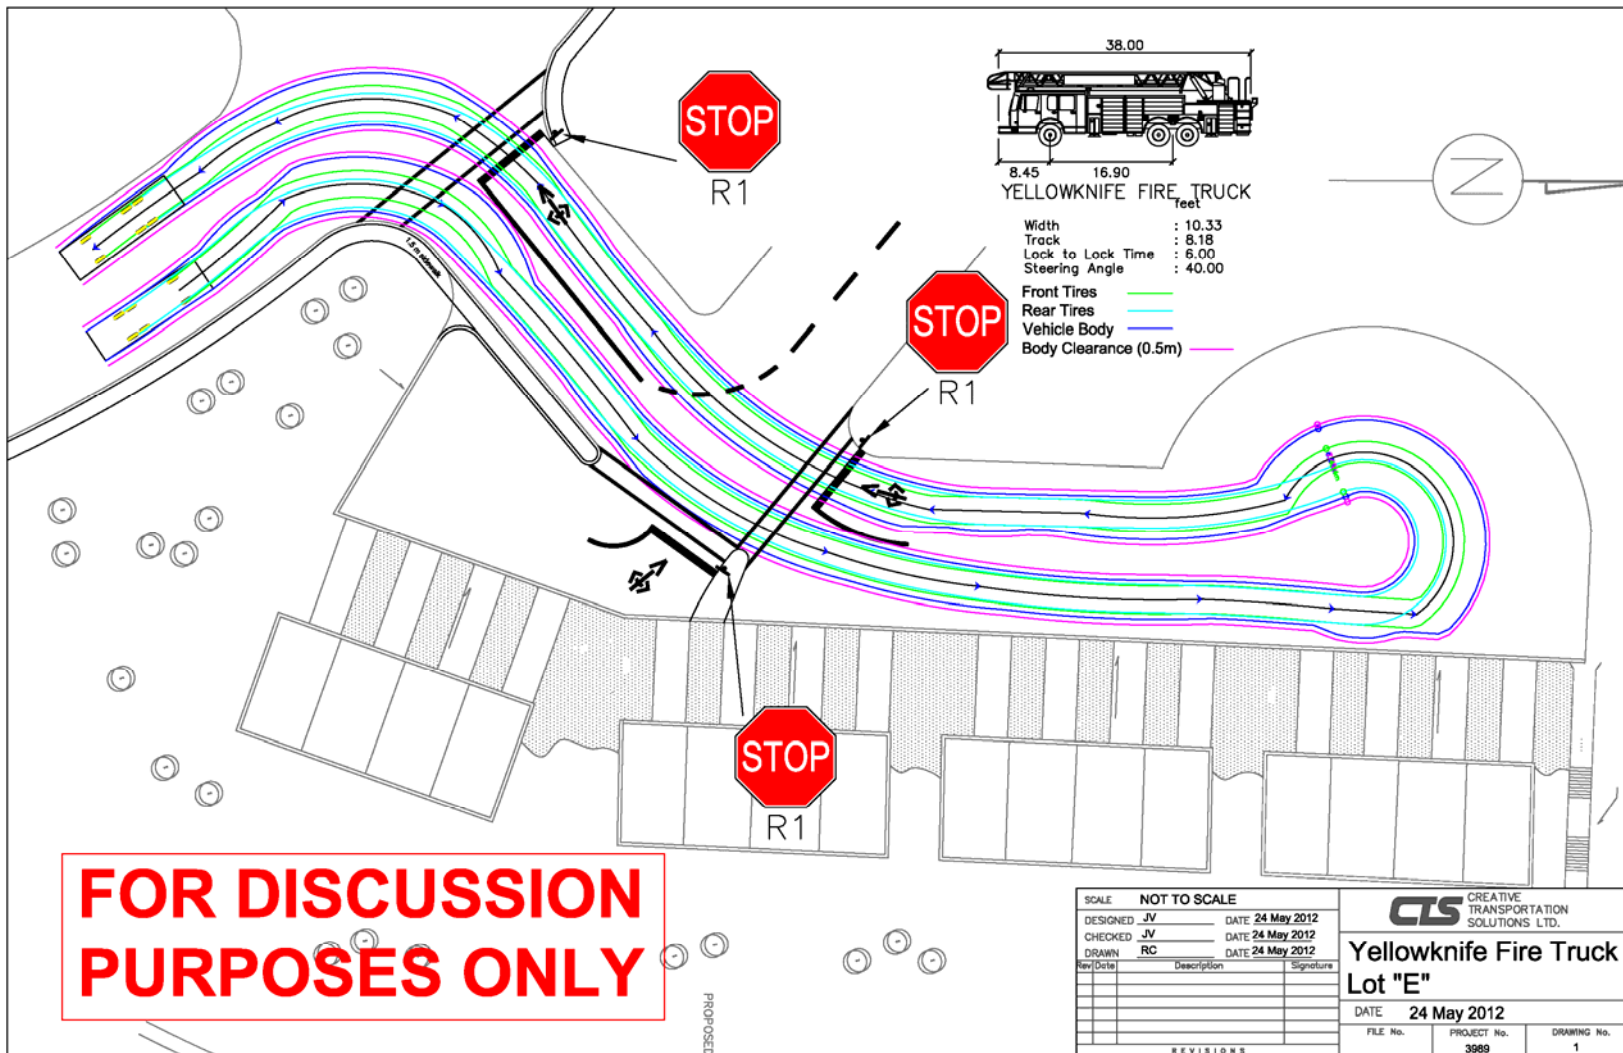 38.00
STOP
R1
8.45 16.90
YELLOWKNIFE FIRE TRUCK
feet
Width : 10.33
Track : 8.18
Lock to Lock Time : 6.00
Steering Angle : 40.00
Front Tires
Rear Tires
Vehicle Body
Body Clearance (0.5m)
N
1.5 m sidewalk
STOP
R1
STOP
R1
FOR DISCUSSION
PURPOSES ONLY
PROPOSED
SCALE NOT TO SCALE
DESIGNED JV DATE 24 May 2012
CHECKED JV DATE 24 May 2012
DRAWN RC DATE 24 May 2012
Rev Date Description Signature
REVISIONS
CTS CREATIVE
TRANSPORTATION
SOLUTIONS LTD.
Yellowknife Fire Truck
Lot "E"
DATE 24 May 2012
FILE No. PROJECT No. DRAWING No.
3989 1